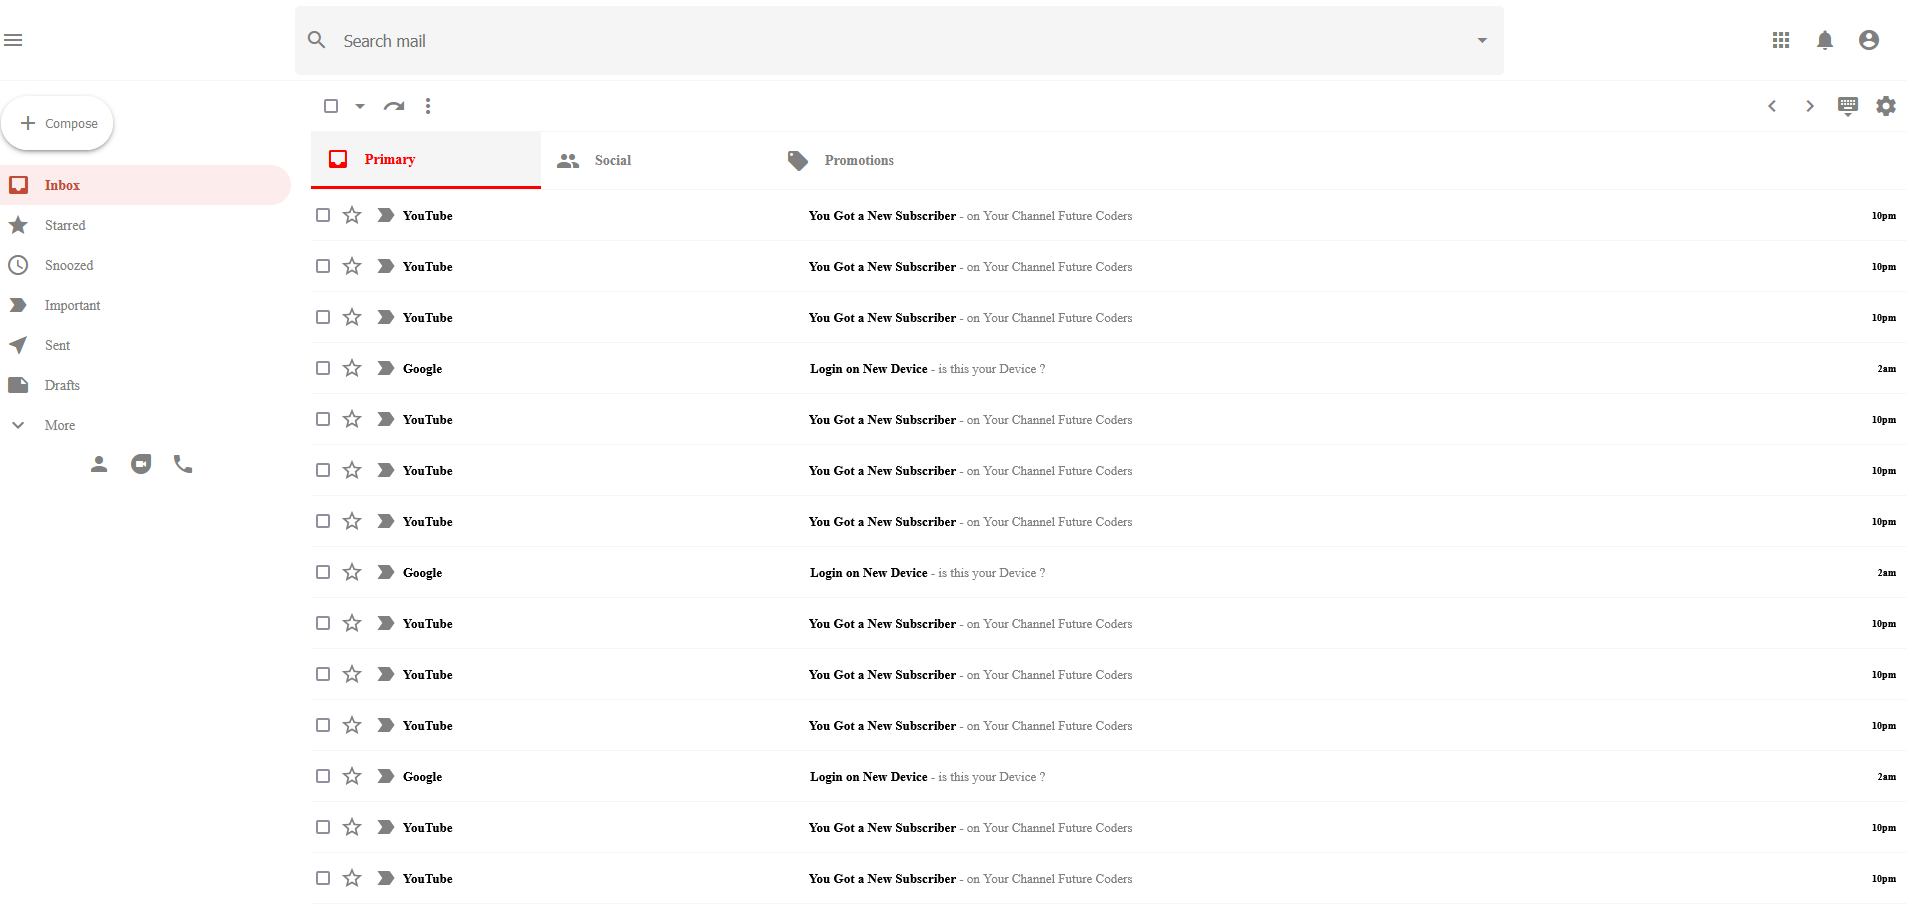 Search mail
Compose
Inbox
Starred
Snoozed
Important
Sent
Drafts
More
Primary Social Promotions
YouTube You Got a New Subscriber - on Your Channel Future Coders 10pm
YouTube You Got a New Subscriber - on Your Channel Future Coders 10pm
YouTube You Got a New Subscriber - on Your Channel Future Coders 10pm
Google Login on New Device - is this your Device ? 2am
YouTube You Got a New Subscriber - on Your Channel Future Coders 10pm
YouTube You Got a New Subscriber - on Your Channel Future Coders 10pm
YouTube You Got a New Subscriber - on Your Channel Future Coders 10pm
Google Login on New Device - is this your Device ? 2am
YouTube You Got a New Subscriber - on Your Channel Future Coders 10pm
YouTube You Got a New Subscriber - on Your Channel Future Coders 10pm
YouTube You Got a New Subscriber - on Your Channel Future Coders 10pm
Google Login on New Device - is this your Device ? 2am
YouTube You Got a New Subscriber - on Your Channel Future Coders 10pm
YouTube You Got a New Subscriber - on Your Channel Future Coders 10pm